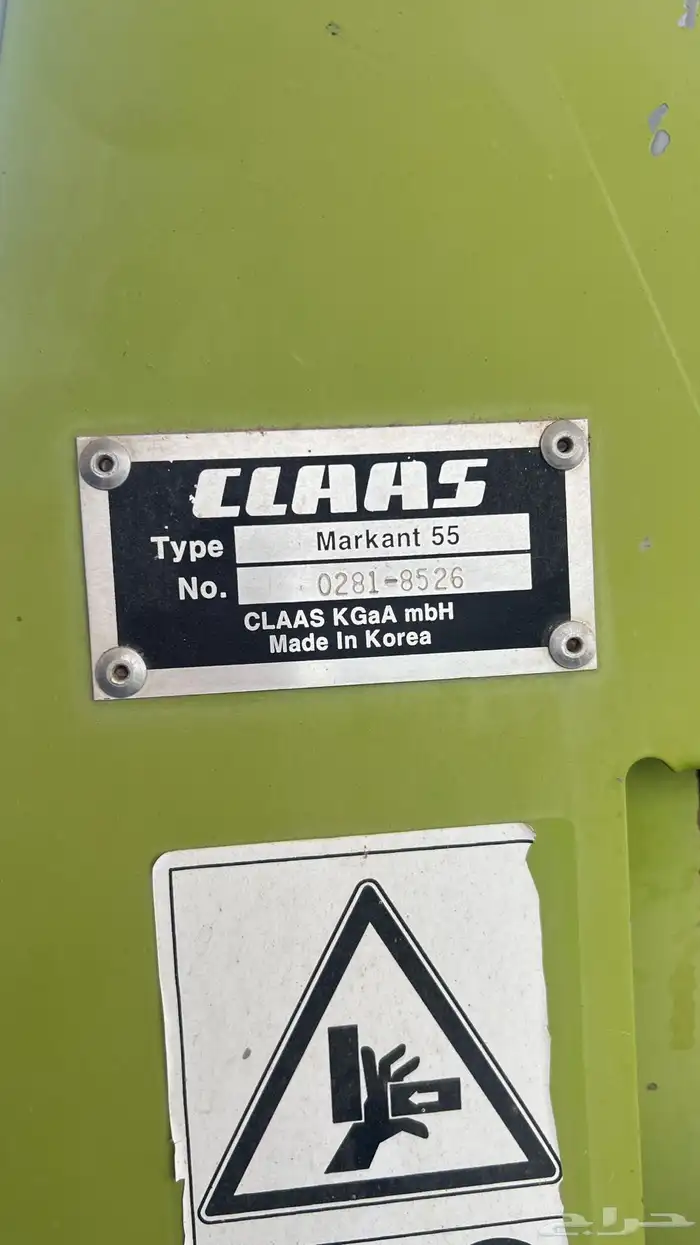 CLAAS
Type Markant 55
No. 0281-8526
CLAAS KGaA mbH
Made In Korea
حراج